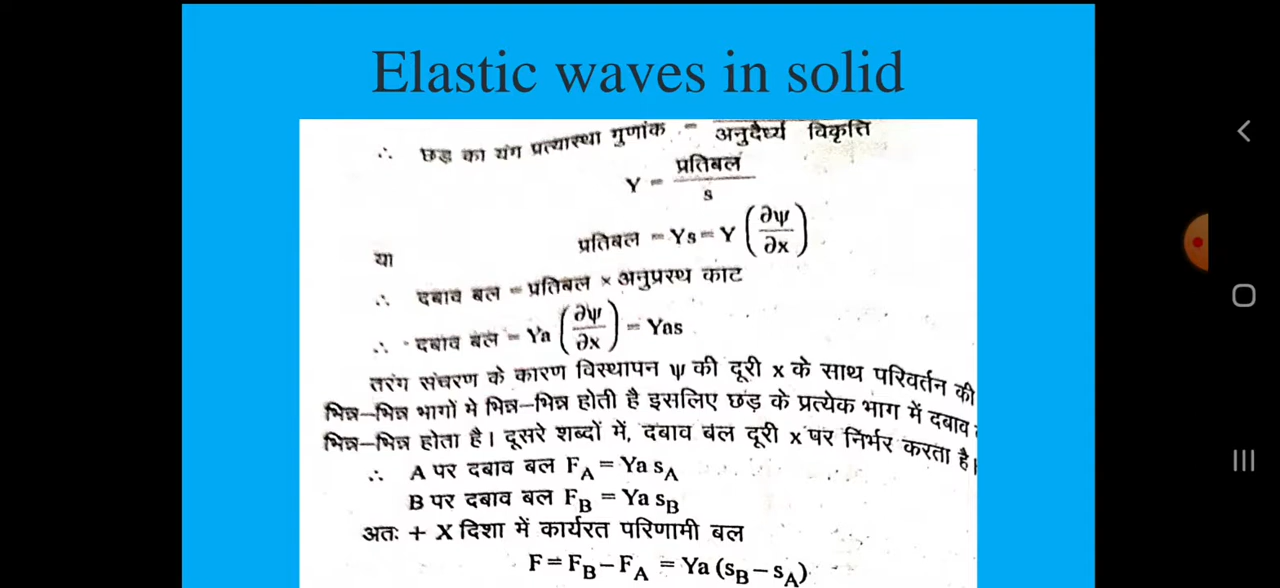 Elastic waves in solid
∴ छड़ का यंग प्रत्यास्था गुणांक = अनुदैर्ध्य विकृति
Y = प्रतिबल / s
या प्रतिबल = Ys = Y (∂ψ/∂x)
∴ दबाव बल = प्रतिबल × अनुप्रस्थ काट
∴ दबाव बल = Ya (∂ψ/∂x) = Yas
तरंग संचरण के कारण विस्थापन ψ की दूरी x के साथ परिवर्तन की
भिन्न–भिन्न भागों मे भिन्न–भिन्न होती है इसलिए छड़ के प्रत्येक भाग में दबाव
भिन्न–भिन्न होता है। दूसरे शब्दों में, दबाव बल दूरी x पर निर्भर करता है।
∴ A पर दबाव बल F_A = Ya s_A
B पर दबाव बल F_B = Ya s_B
अतः + X दिशा में कार्यरत परिणामी बल
F = F_B – F_A = Ya (s_B – s_A)